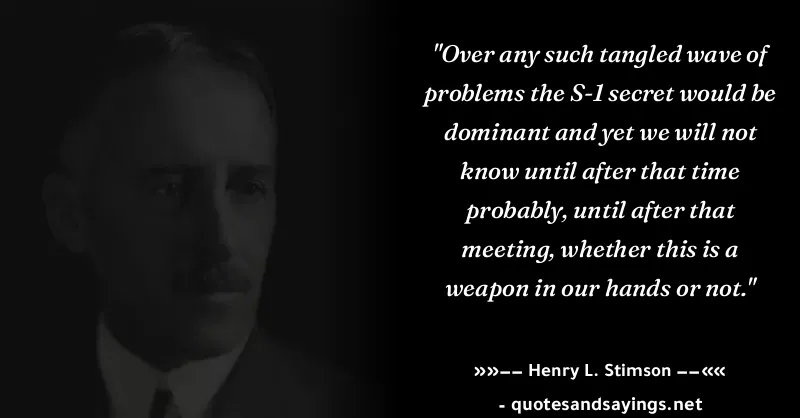 "Over any such tangled wave of
problems the S-1 secret would be
dominant and yet we will not
know until after that time
probably, until after that
meeting, whether this is a
weapon in our hands or not."
»»–– Henry L. Stimson ––««
- quotesandsayings.net